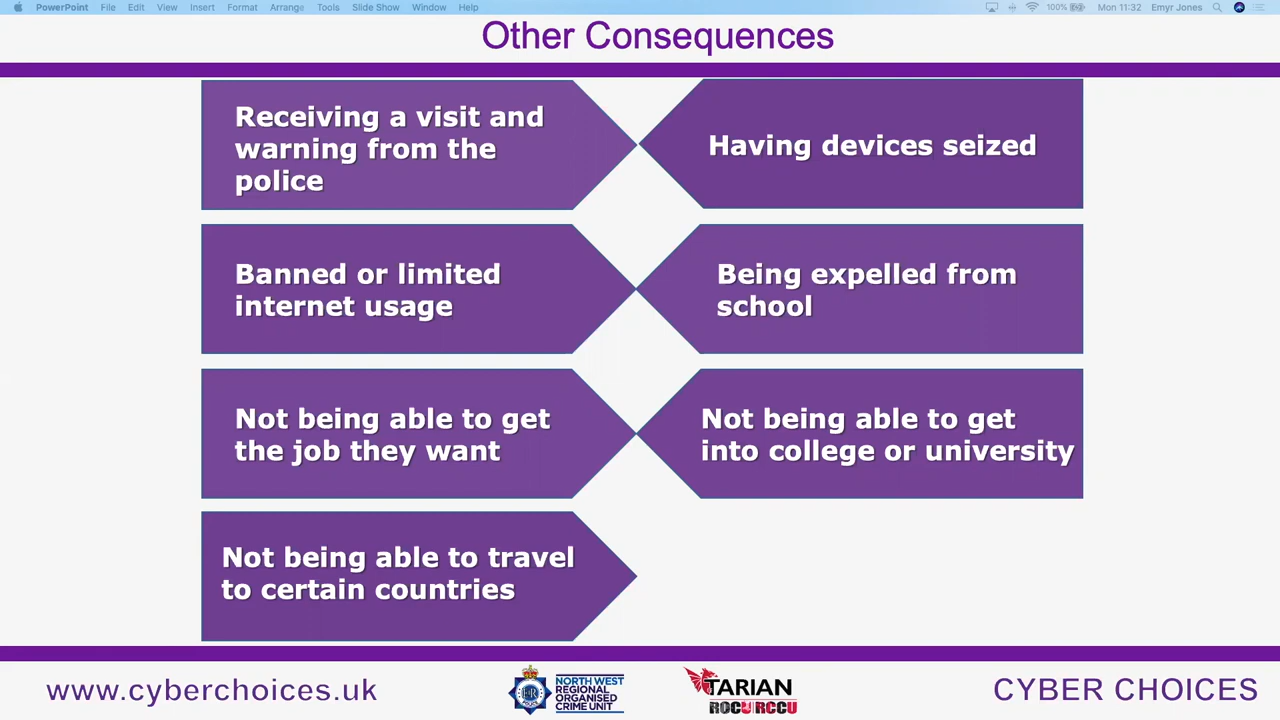 PowerPoint File Edit View Insert Format Arrange Tools Slide Show Window Help 100% Mon 11:32 Emyr Jones
Other Consequences
Receiving a visit and
warning from the
police
Having devices seized
Banned or limited
internet usage
Being expelled from
school
Not being able to get
the job they want
Not being able to get
into college or university
Not being able to travel
to certain countries
www.cyberchoices.uk
NORTH WEST
REGIONAL
ORGANISED
CRIME UNIT
TARIAN
ROCU RCCU
CYBER CHOICES